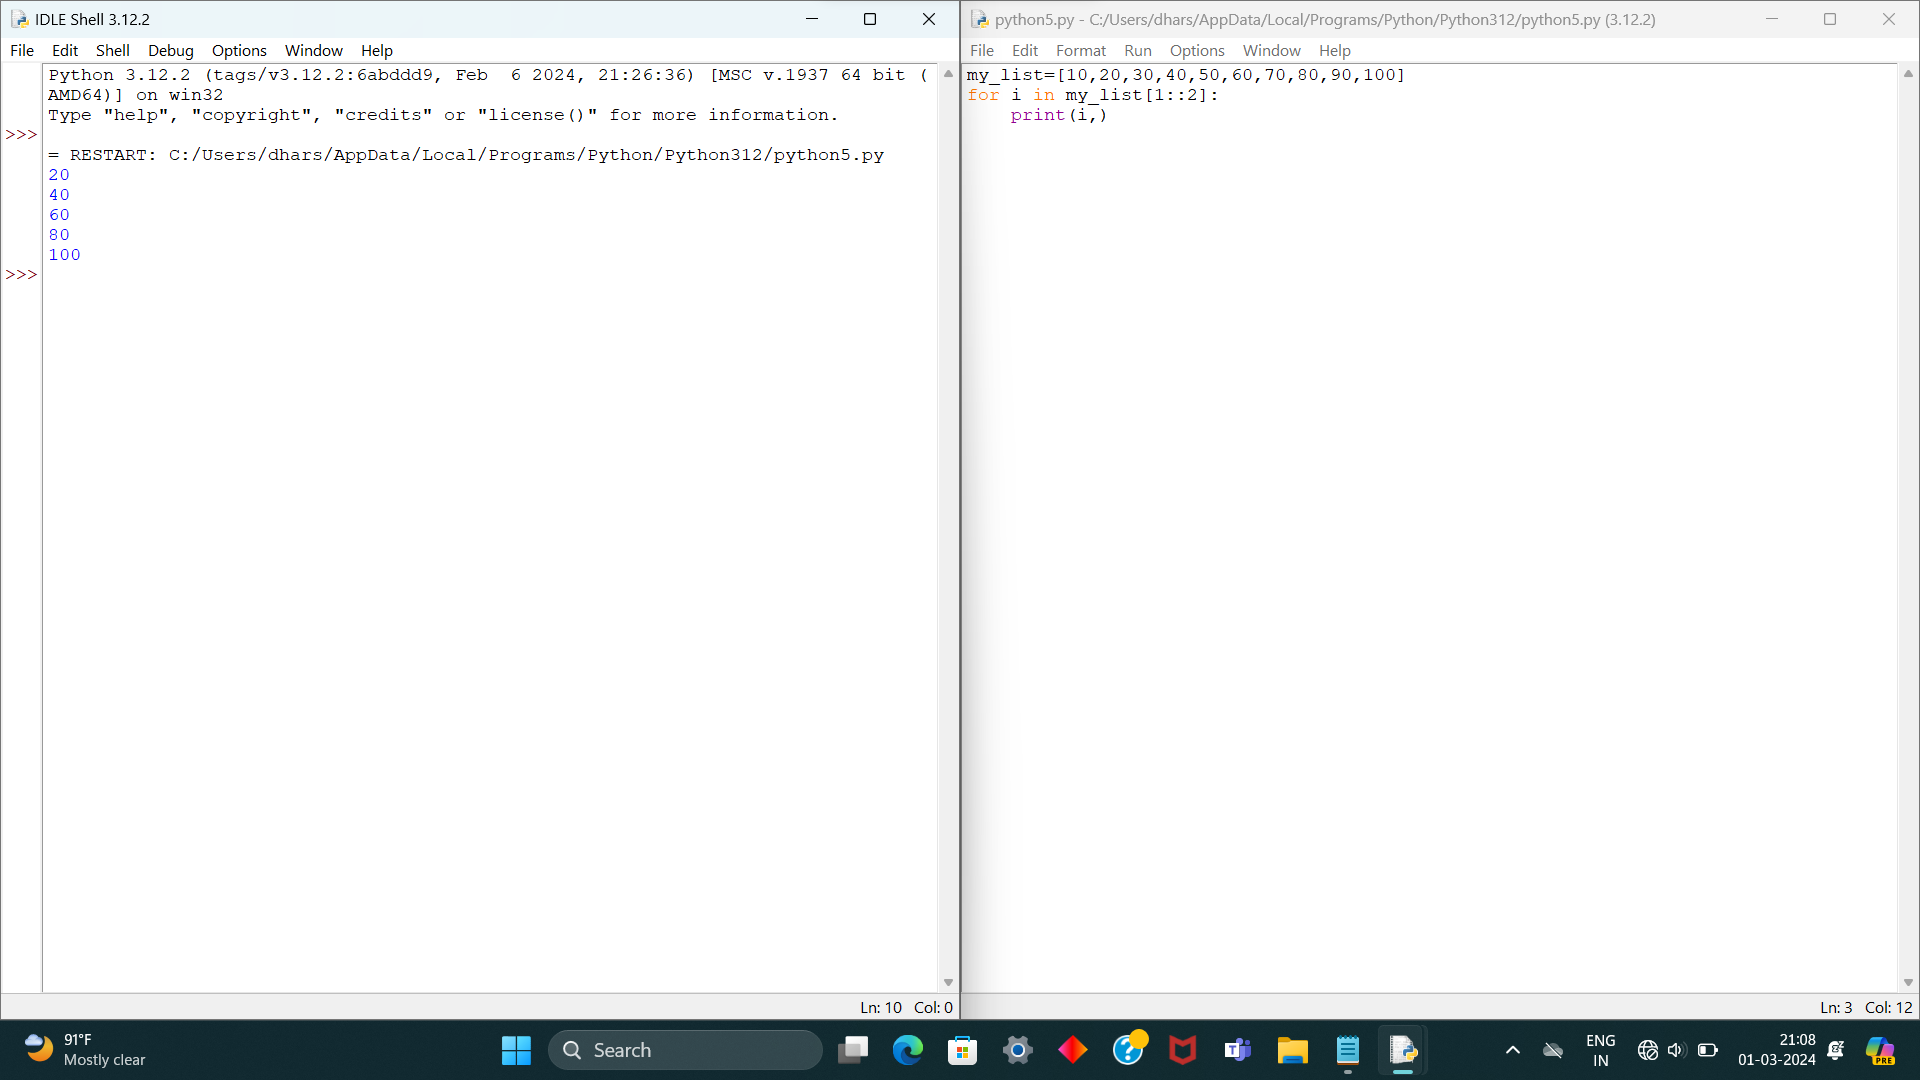 IDLE Shell 3.12.2
File Edit Shell Debug Options Window Help
Python 3.12.2 (tags/v3.12.2:6abddd9, Feb  6 2024, 21:26:36) [MSC v.1937 64 bit (
AMD64)] on win32
Type "help", "copyright", "credits" or "license()" for more information.
>>>
= RESTART: C:/Users/dhars/AppData/Local/Programs/Python/Python312/python5.py
20
40
60
80
100
>>>
Ln: 10 Col: 0
python5.py - C:/Users/dhars/AppData/Local/Programs/Python/Python312/python5.py (3.12.2)
File Edit Format Run Options Window Help
my_list=[10,20,30,40,50,60,70,80,90,100]
for i in my_list[1::2]:
    print(i,)
Ln: 3 Col: 12
91°F
Mostly clear
Search
ENG
IN
21:08
01-03-2024
PRE